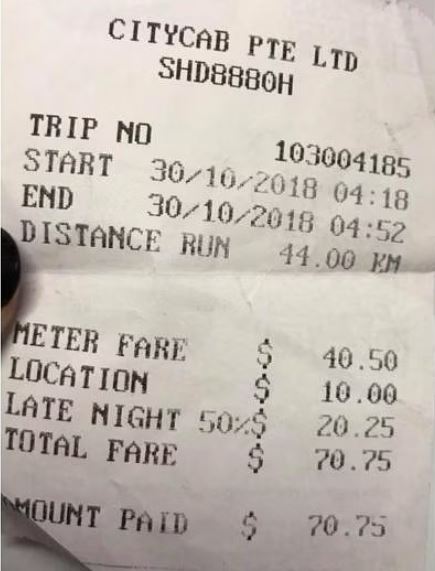 CITYCAB PTE LTD
SHD8880H
TRIP NO 103004185
START 30/10/2018 04:18
END 30/10/2018 04:52
DISTANCE RUN 44.00 KM
METER FARE $ 40.50
LOCATION $ 10.00
LATE NIGHT 50%$ 20.25
TOTAL FARE $ 70.75
AMOUNT PAID $ 70.75